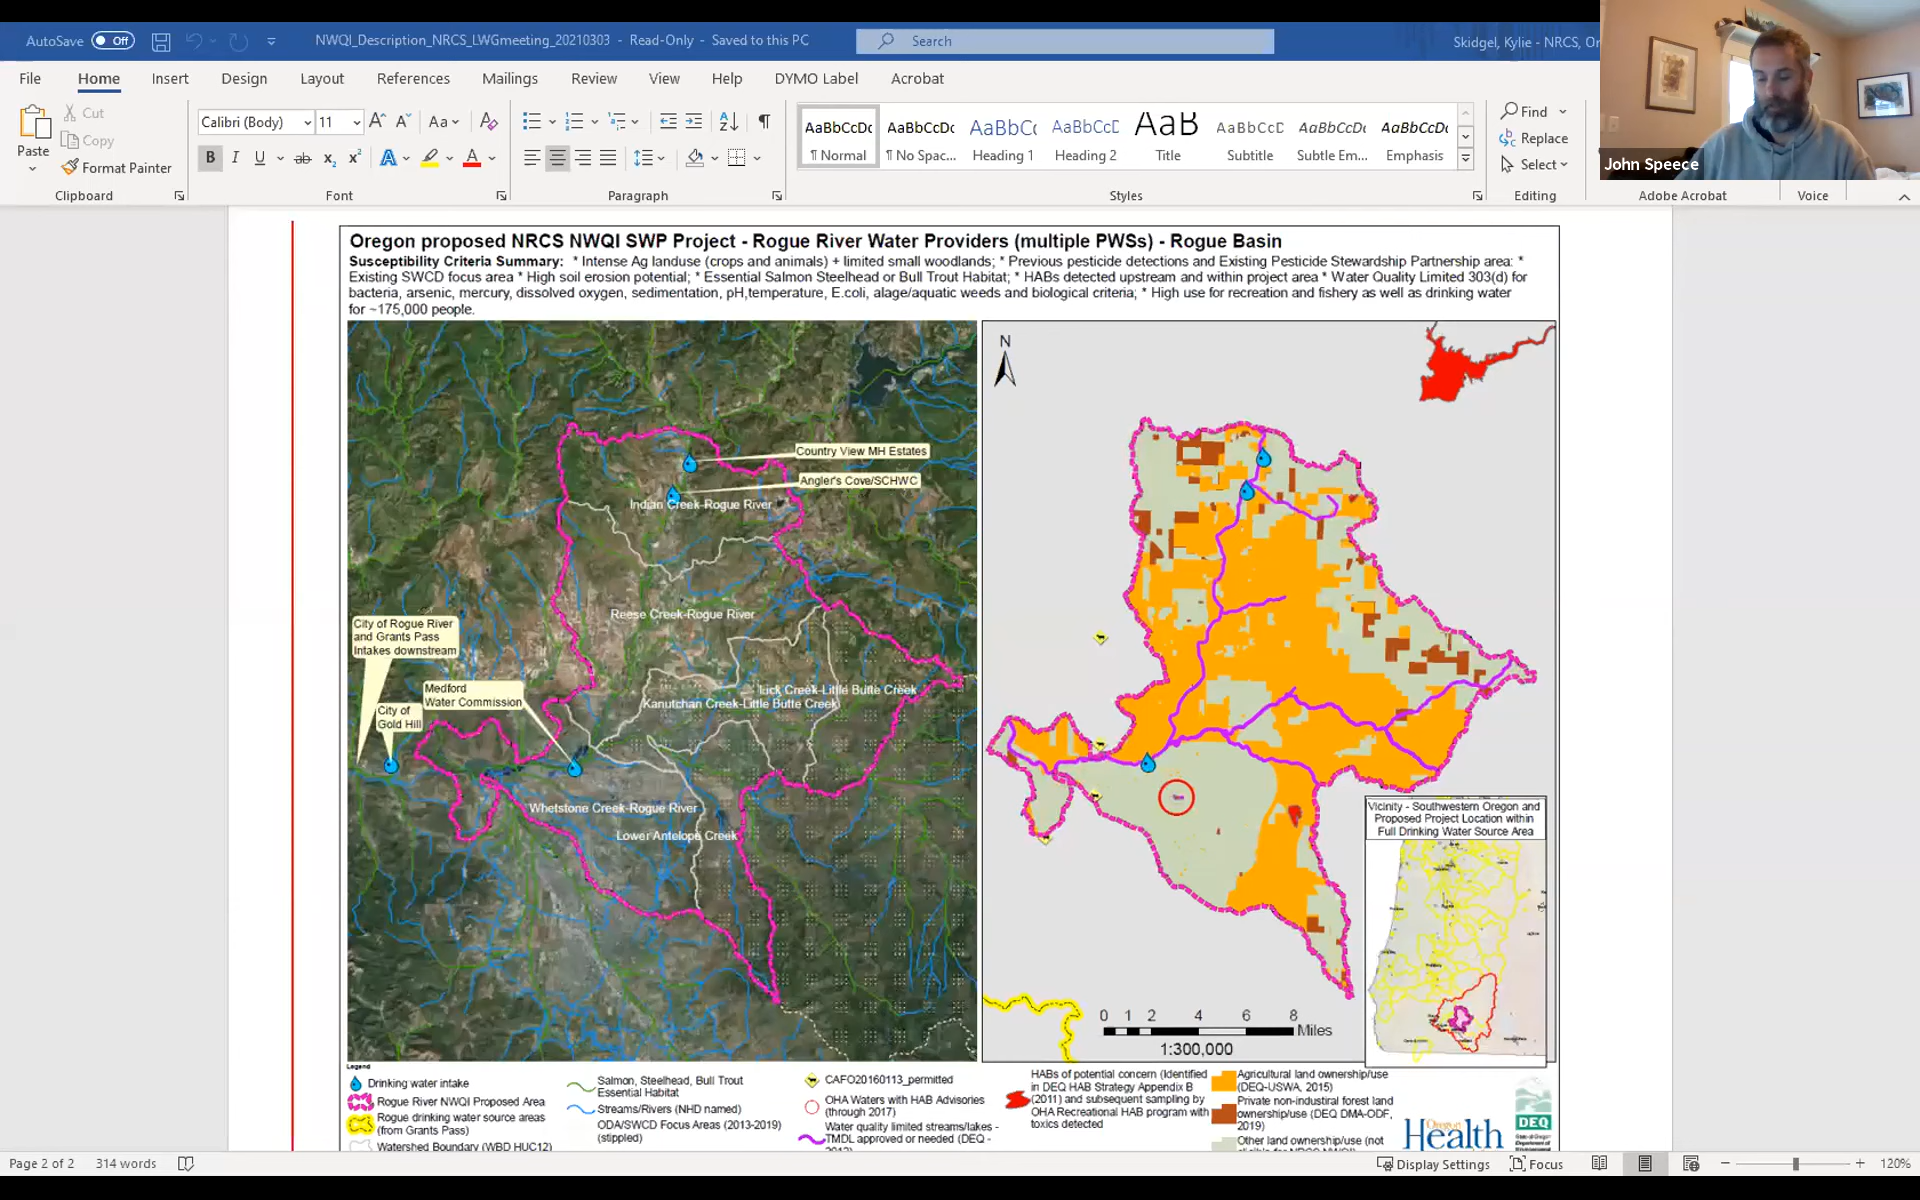 AutoSave Off
NWQI_Description_NRCS_LWGmeeting_20210303 - Read-Only - Saved to this PC
Search
Skidgel, Kylie - NRCS, Or
File Home Insert Design Layout References Mailings Review View Help DYMO Label Acrobat
Paste
Cut
Copy
Format Painter
Clipboard
Calibri (Body) 11
Font
Paragraph
AaBbCcDc AaBbCcDc AaBbCc AaBbCcD AaB AaBbCcD AaBbCcDc AaBbCcDc
¶ Normal ¶ No Spac... Heading 1 Heading 2 Title Subtitle Subtle Em... Emphasis
Styles
Find
Replace
Select
Editing
Adobe Acrobat
Voice
John Speece
Oregon proposed NRCS NWQI SWP Project - Rogue River Water Providers (multiple PWSs) - Rogue Basin
Susceptibility Criteria Summary: * Intense Ag landuse (crops and animals) + limited small woodlands; * Previous pesticide detections and Existing Pesticide Stewardship Partnership area: *
Existing SWCD focus area * High soil erosion potential; * Essential Salmon Steelhead or Bull Trout Habitat; * HABs detected upstream and within project area * Water Quality Limited 303(d) for
bacteria, arsenic, mercury, dissolved oxygen, sedimentation, pH,temperature, E.coli, alage/aquatic weeds and biological criteria; * High use for recreation and fishery as well as drinking water
for ~175,000 people.
Country View MH Estates
Angler's Cove/SCHWC
Indian Creek-Rogue River
Reese Creek-Rogue River
City of Rogue River
and Grants Pass
Intakes downstream
Medford
Water Commission
City of
Gold Hill
Lick Creek-Little Butte Creek
Kanutchan Creek-Little Butte Creek
Whetstone Creek-Rogue River
Lower Antelope Creek
N
Vicinity - Southwestern Oregon and
Proposed Project Location within
Full Drinking Water Source Area
0 1 2 4 6 8
Miles
1:300,000
Legend
Drinking water intake
Rogue River NWQI Proposed Area
Rogue drinking water source areas
(from Grants Pass)
Watershed Boundary (WBD HUC12)
Salmon, Steelhead, Bull Trout
Essential Habitat
Streams/Rivers (NHD named)
ODA/SWCD Focus Areas (2013-2019)
(stippled)
CAFO20160113_permitted
OHA Waters with HAB Advisories
(through 2017)
Water quality limited streams/lakes -
TMDL approved or needed (DEQ -
HABs of potential concern (Identified
in DEQ HAB Strategy Appendix B
(2011) and subsequent sampling by
OHA Recreational HAB program with
toxics detected
Agricultural land ownership/use
(DEQ-USWA, 2015)
Private non-industiral forest land
ownership/use (DEQ DMA-ODF,
2019)
Other land ownership/use (not
Oregon
Health
DEQ
Page 2 of 2 314 words
Display Settings Focus 120%